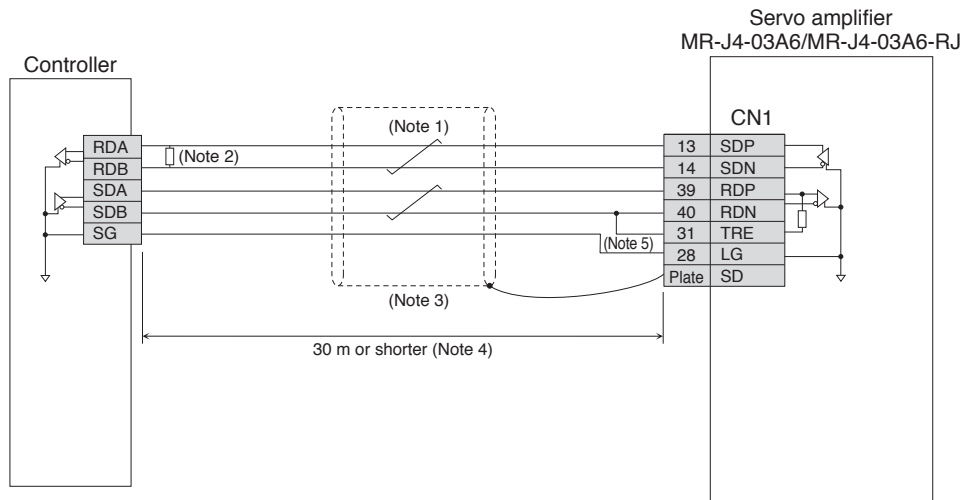 Servo amplifier
MR-J4-03A6/MR-J4-03A6-RJ
Controller
CN1
(Note 1)
RDA
(Note 2)
13 SDP
RDB
14 SDN
SDA
39 RDP
SDB
40 RDN
SG
31 TRE
(Note 5)
28 LG
Plate SD
(Note 3)
30 m or shorter (Note 4)